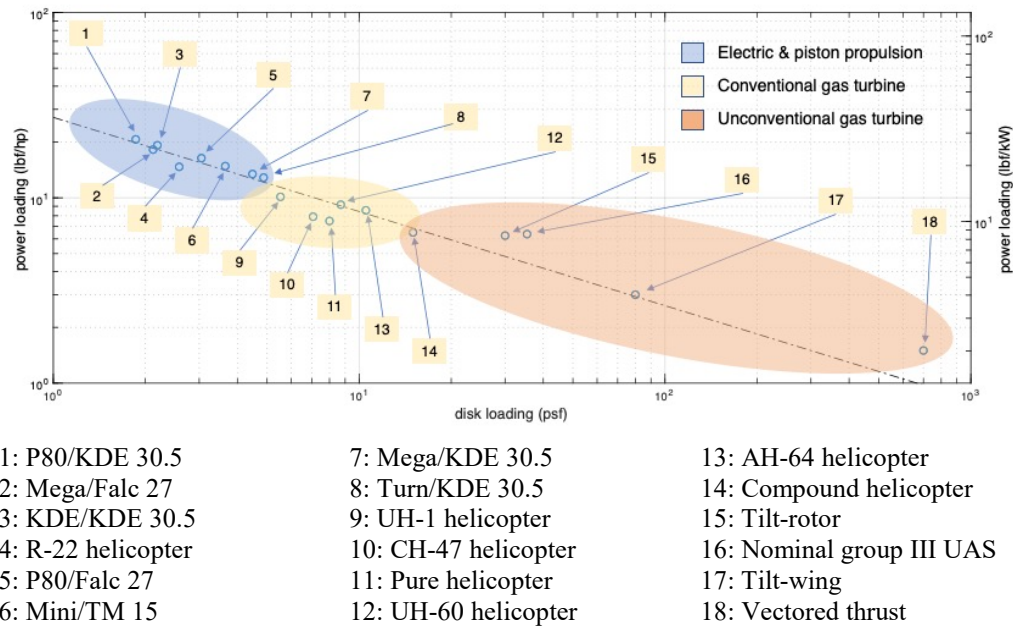 10²
10¹
10⁰
power loading (lbf/hp)
10⁰
10¹
10²
10³
disk loading (psf)
10²
10¹
power loading (lbf/kW)
Electric & piston propulsion
Conventional gas turbine
Unconventional gas turbine
1
3
5
7
8
12
15
16
17
18
2
4
6
9
10
11
13
14
1: P80/KDE 30.5
2: Mega/Falc 27
3: KDE/KDE 30.5
4: R-22 helicopter
5: P80/Falc 27
6: Mini/TM 15
7: Mega/KDE 30.5
8: Turn/KDE 30.5
9: UH-1 helicopter
10: CH-47 helicopter
11: Pure helicopter
12: UH-60 helicopter
13: AH-64 helicopter
14: Compound helicopter
15: Tilt-rotor
16: Nominal group III UAS
17: Tilt-wing
18: Vectored thrust